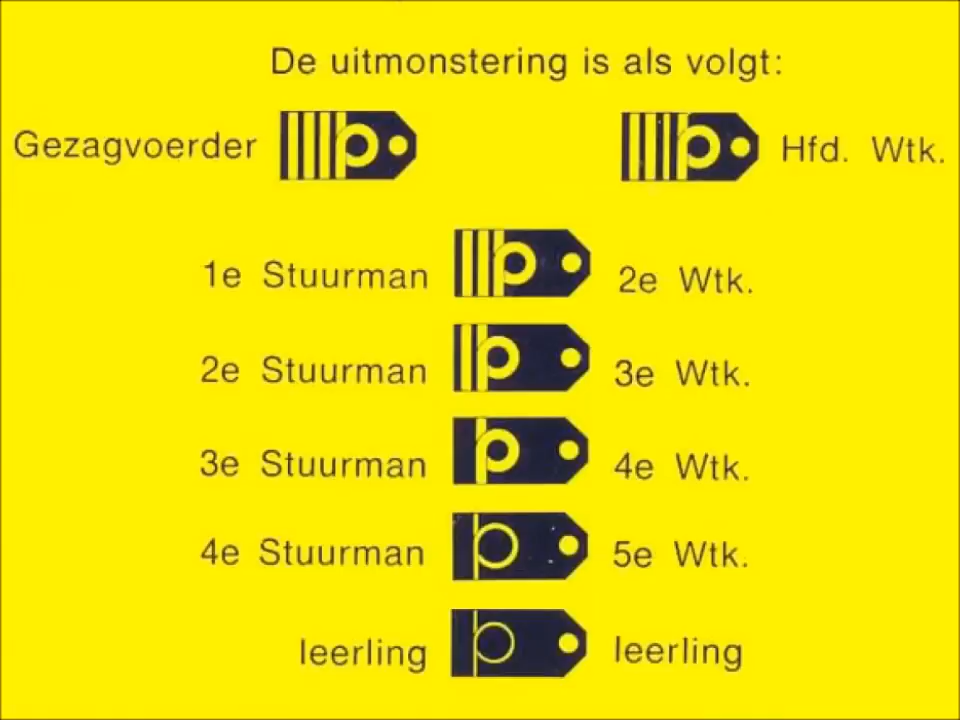 De uitmonstering is als volgt:
Gezagvoerder Hfd. Wtk.
1e Stuurman 2e Wtk.
2e Stuurman 3e Wtk.
3e Stuurman 4e Wtk.
4e Stuurman 5e Wtk.
leerling leerling